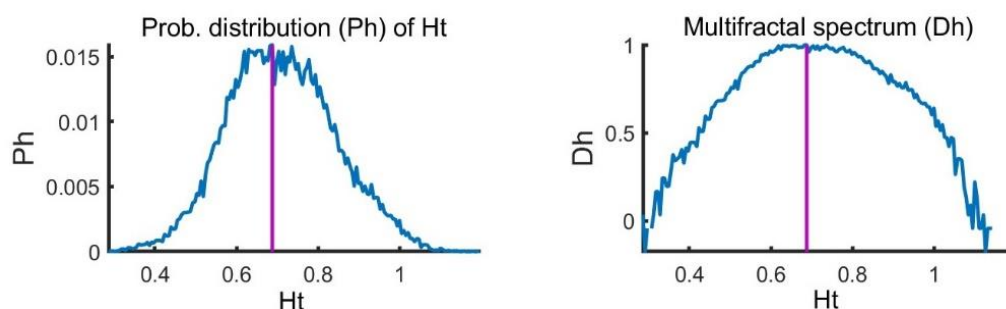 Prob. distribution (Ph) of Ht
0.015
0.01
0.005
0
Ph
0.4 0.6 0.8 1
Ht
Multifractal spectrum (Dh)
1
0.5
0
Dh
0.4 0.6 0.8 1
Ht